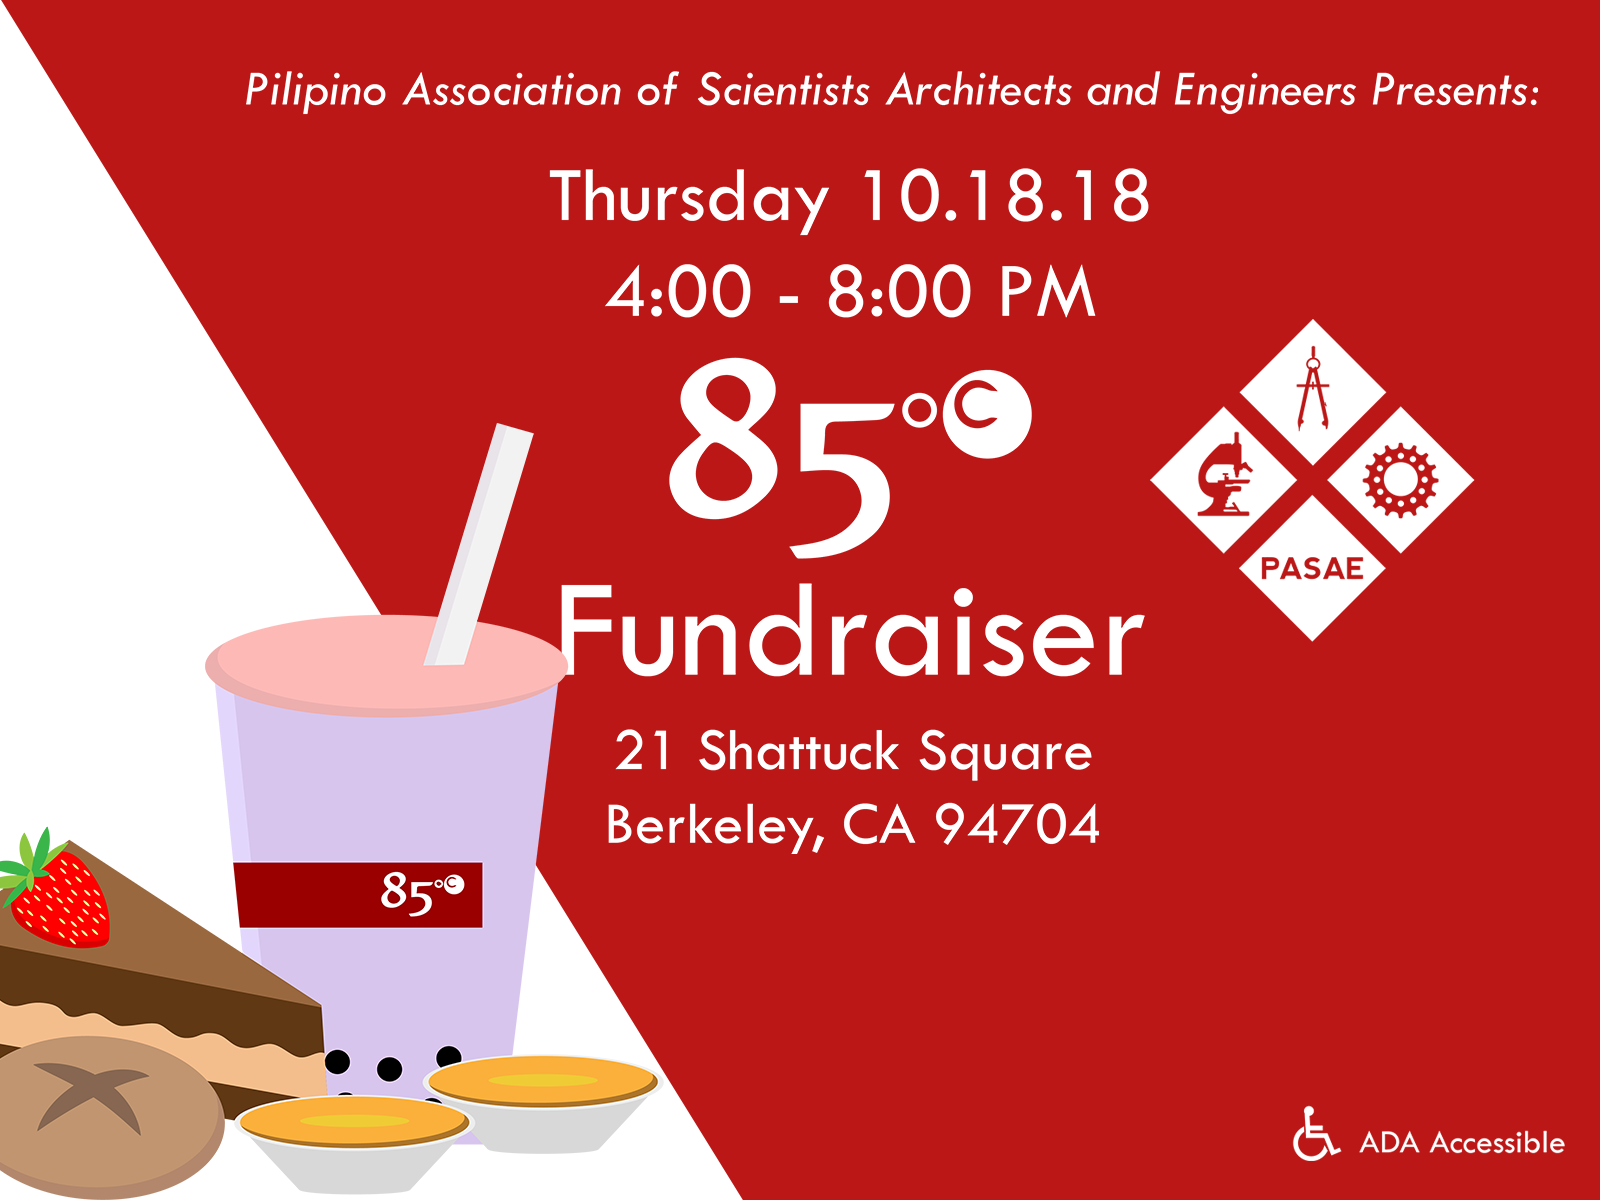 Pilipino Association of Scientists Architects and Engineers Presents:
Thursday 10.18.18
4:00 - 8:00 PM
85°C
Fundraiser
PASAE
21 Shattuck Square
Berkeley, CA 94704
85°C
ADA Accessible